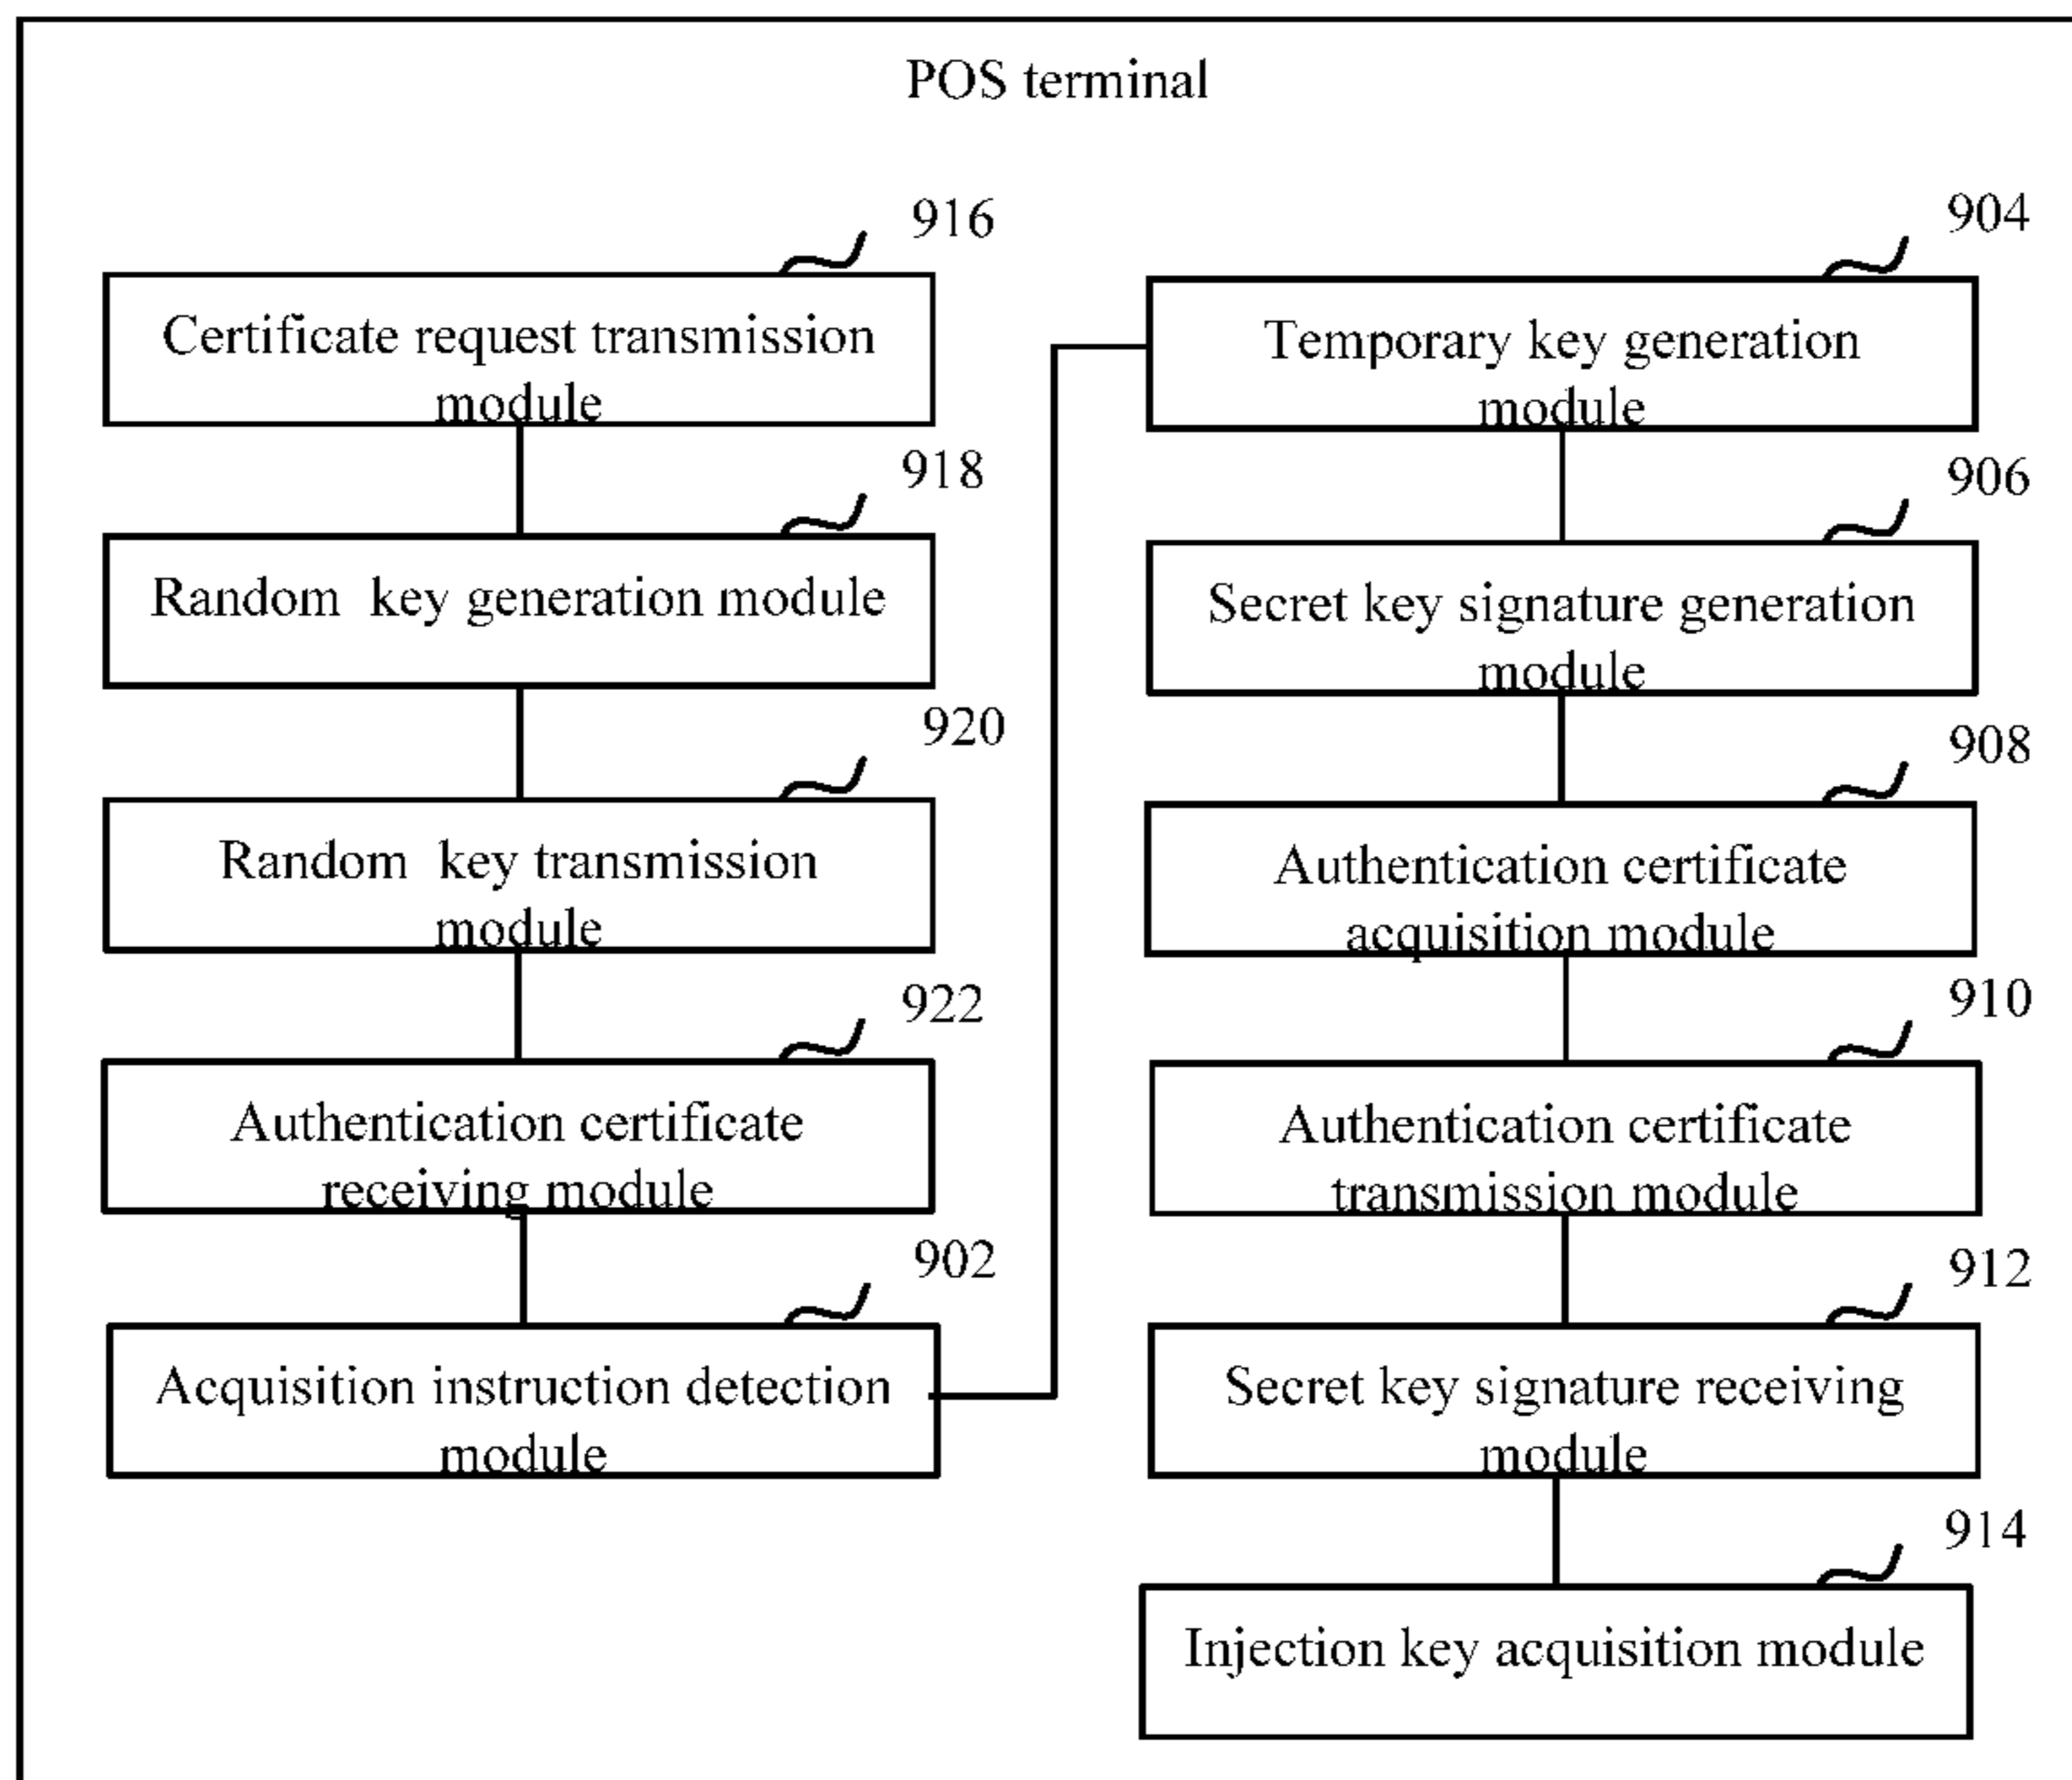 POS terminal
916
Certificate request transmission
module
918
Random key generation module
920
Random key transmission
module
922
Authentication certificate
receiving module
902
Acquisition instruction detection
module
904
Temporary key generation
module
906
Secret key signature generation
module
908
Authentication certificate
acquisition module
910
Authentication certificate
transmission module
912
Secret key signature receiving
module
914
Injection key acquisition module